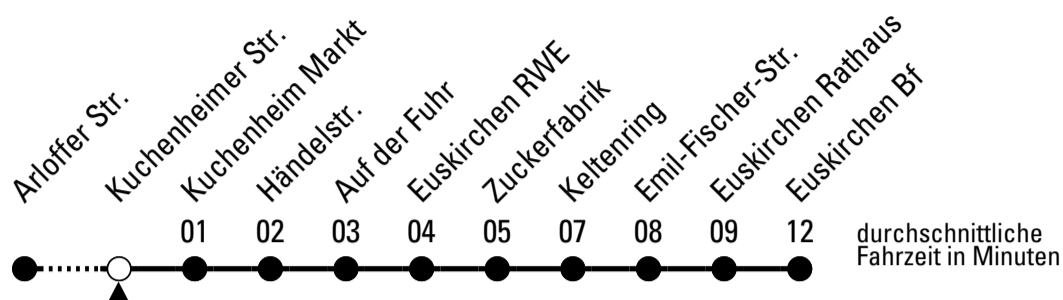 Arloffer Str.
Kuchenheimer Str.
Kuchenheim Markt
Händelstr.
Auf der Fuhr
Euskirchen RWE
Zuckerfabrik
Keltenring
Emil-Fischer-Str.
Euskirchen Rathaus
Euskirchen Bf
01 02 03 04 05 07 08 09 12
durchschnittliche
Fahrzeit in Minuten